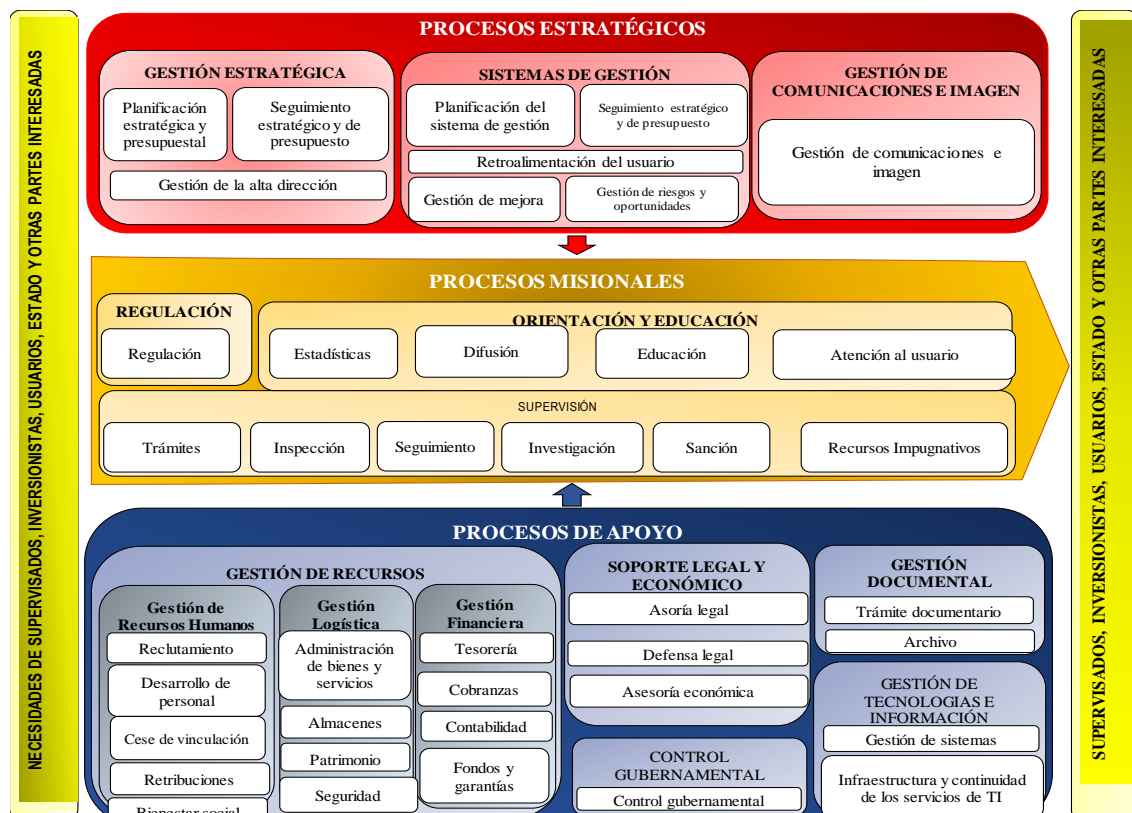 NECESIDADES DE SUPERVISADOS, INVERSIONISTAS, USUARIOS, ESTADO Y OTRAS PARTES INTERESADAS
PROCESOS ESTRATÉGICOS
GESTIÓN ESTRATÉGICA
Planificación
estratégica y
presupuestal
Seguimiento
estratégico y de
presupuesto
Gestión de la alta dirección
SISTEMAS DE GESTIÓN
Planificación del
sistema de gestión
Seguimiento estratégico
y de presupuesto
Retroalimentación del usuario
Gestión de mejora
Gestión de riesgos y
oportunidades
GESTIÓN DE
COMUNICACIONES E IMAGEN
Gestión de comunicaciones e
imagen
PROCESOS MISIONALES
REGULACIÓN
Regulación
ORIENTACIÓN Y EDUCACIÓN
Estadísticas
Difusión
Educación
Atención al usuario
SUPERVISIÓN
Trámites
Inspección
Seguimiento
Investigación
Sanción
Recursos Impugnativos
PROCESOS DE APOYO
GESTIÓN DE RECURSOS
Gestión de
Recursos Humanos
Reclutamiento
Desarrollo de
personal
Cese de vinculación
Retribuciones
Bienestar social
Gestión
Logística
Administración
de bienes y
servicios
Almacenes
Patrimonio
Seguridad
Gestión
Financiera
Tesorería
Cobranzas
Contabilidad
Fondos y
garantías
SOPORTE LEGAL Y
ECONÓMICO
Asoría legal
Defensa legal
Asesoría económica
CONTROL
GUBERNAMENTAL
Control gubernamental
GESTIÓN
DOCUMENTAL
Trámite documentario
Archivo
GESTIÓN DE
TECNOLOGIAS E
INFORMACIÓN
Gestión de sistemas
Infraestructura y continuidad
de los servicios de TI
SUPERVISADOS, INVERSIONISTAS, USUARIOS, ESTADO Y OTRAS PARTES INTERESADAS